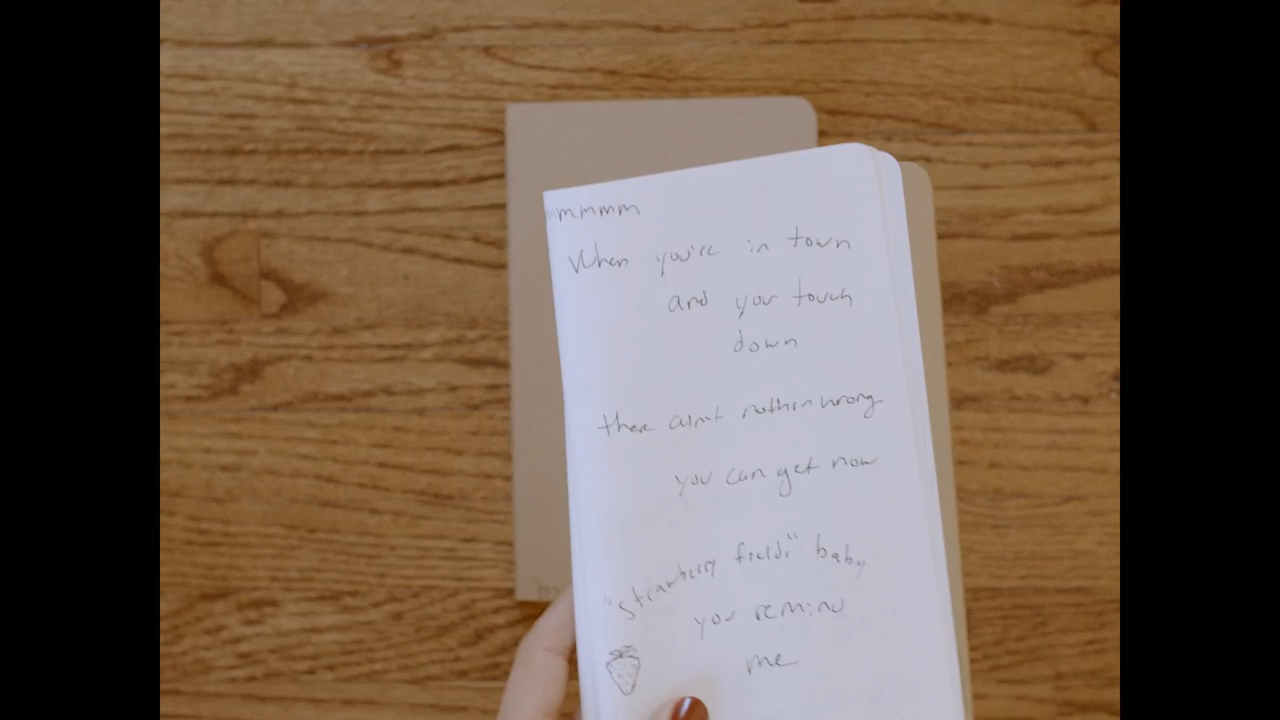 mmmm
When you're in town
and you touch
down
there aint nothin wrong
you can get now
"strawberry fields" baby
you remind
me